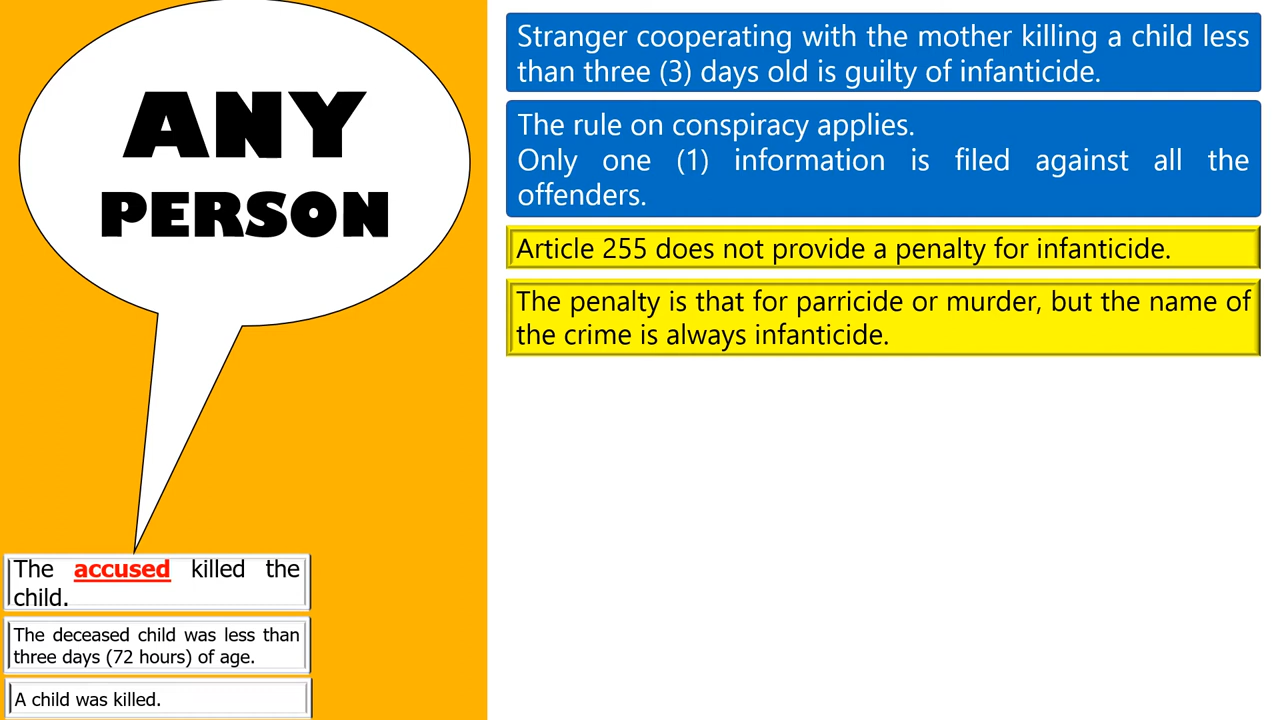 ANY
PERSON
The accused killed the
child.
The deceased child was less than
three days (72 hours) of age.
A child was killed.
Stranger cooperating with the mother killing a child less
than three (3) days old is guilty of infanticide.
The rule on conspiracy applies.
Only one (1) information is filed against all the
offenders.
Article 255 does not provide a penalty for infanticide.
The penalty is that for parricide or murder, but the name of
the crime is always infanticide.